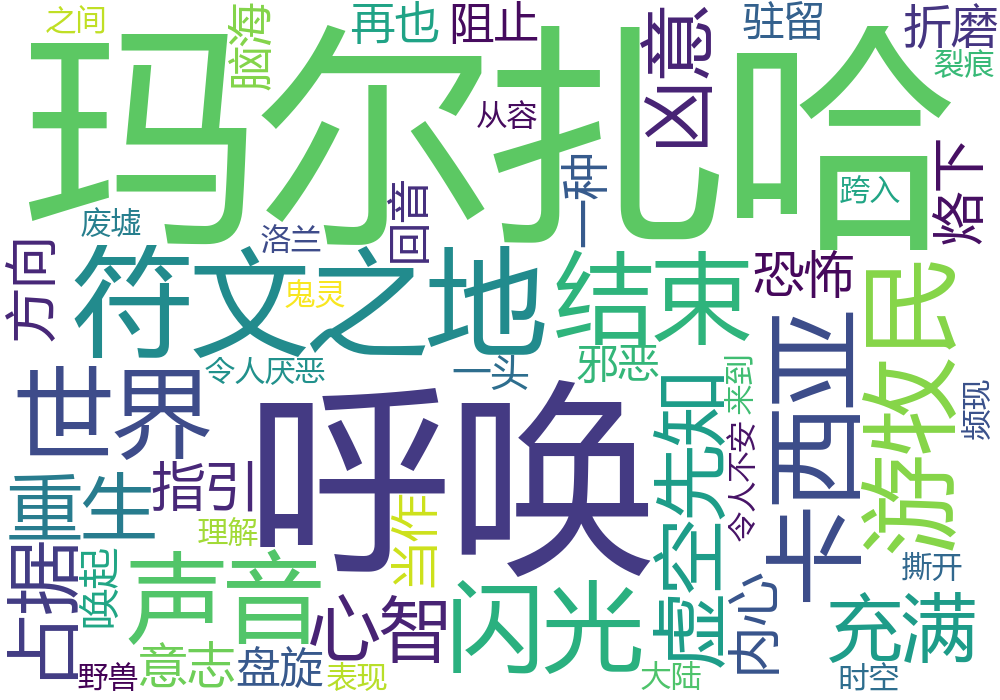 之间
脑海
再也
阻止
凶意
驻留
折磨
裂痕
玛尔扎哈
从容
一种
跨入
烙下
回音
废墟
洛兰
方向
符文之地
鬼灵
结束
恐怖
游牧民
令人厌恶
一头
邪恶
来到
卡西亚
频现
世界
呼唤
虚空先知
令人不安
重生
指引
理解
当作
占据
唤起
声音
心智
闪光
内心
撕开
充满
野兽
意志
盘旋
表现
大陆
时空